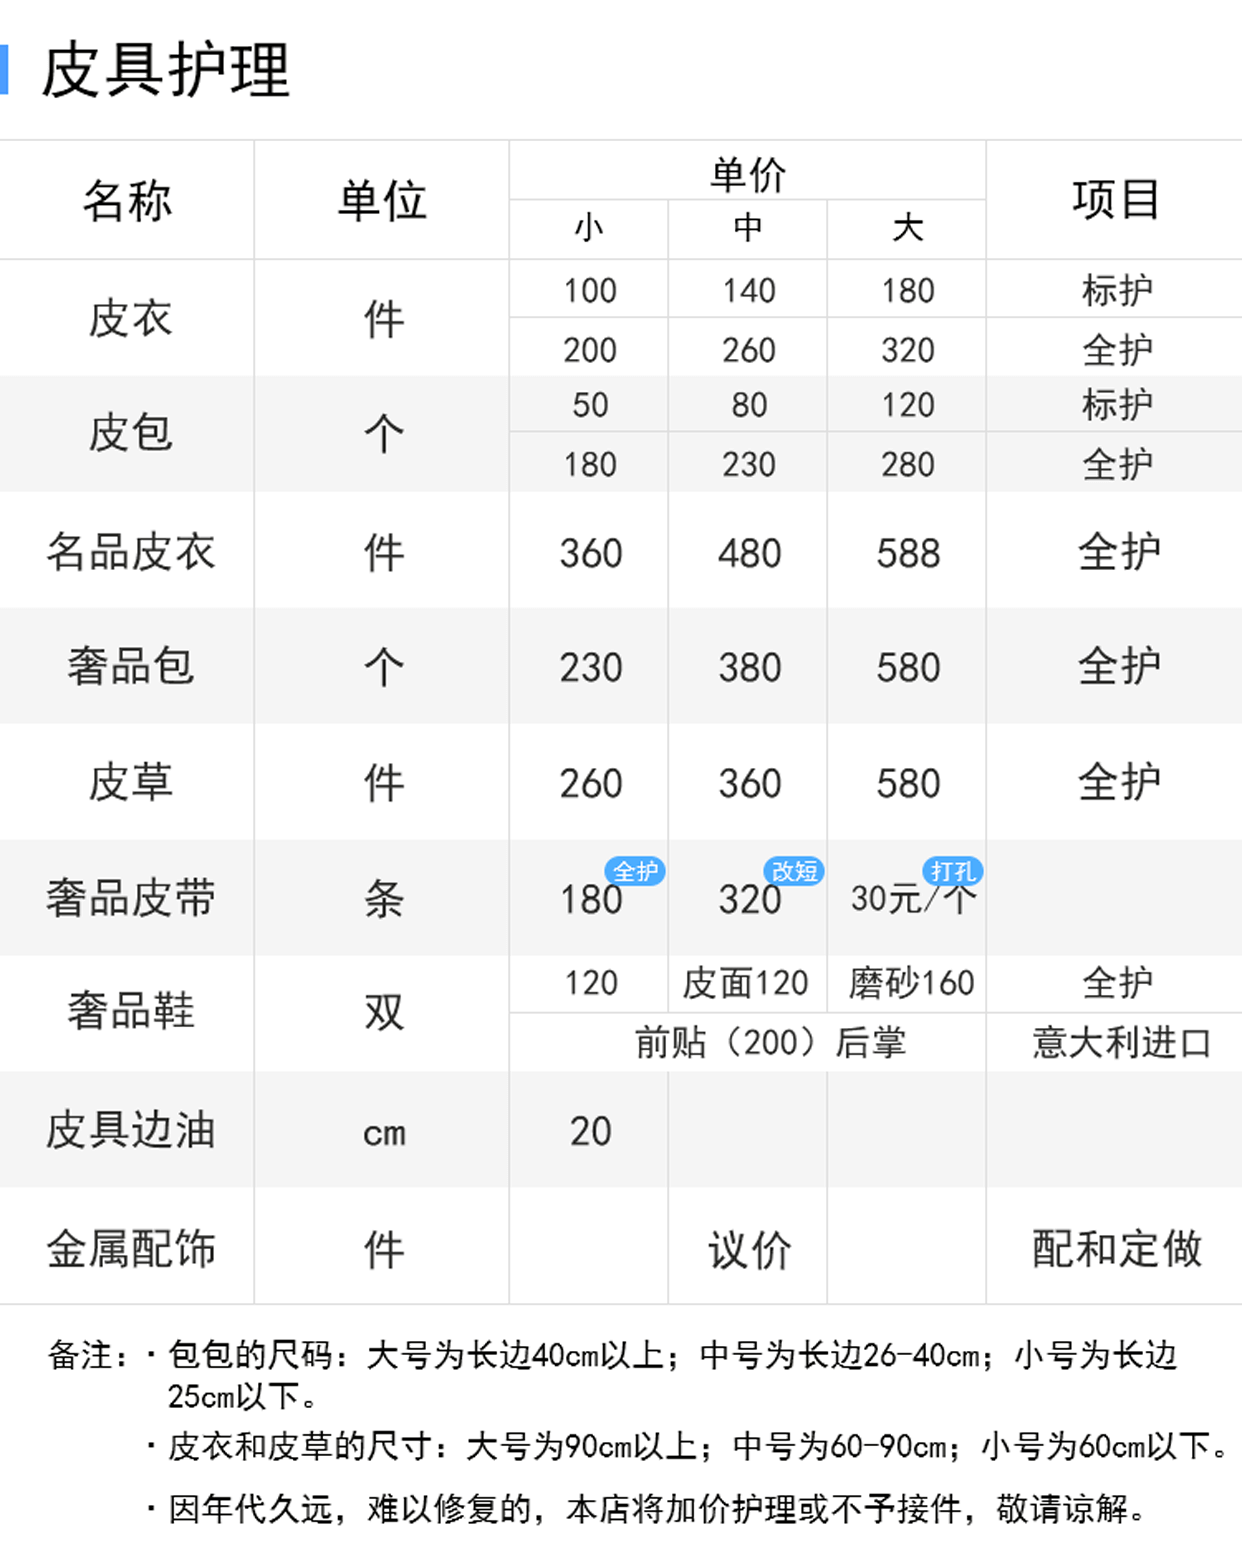 皮具护理
名称 单位 单价 项目
小 中 大
皮衣 件 100 140 180 标护
200 260 320 全护
皮包 个 50 80 120 标护
180 230 280 全护
名品皮衣 件 360 480 588 全护
奢品包 个 230 380 580 全护
皮草 件 260 360 580 全护
全护 改短 打孔
奢品皮带 条 180 320 30元/个
奢品鞋 双 120 皮面120 磨砂160 全护
前贴（200）后掌 意大利进口
皮具边油 cm 20
金属配饰 件 议价 配和定做
备注：· 包包的尺码：大号为长边40cm以上；中号为长边26-40cm；小号为长边
25cm以下。
· 皮衣和皮草的尺寸：大号为90cm以上；中号为60-90cm；小号为60cm以下。
· 因年代久远，难以修复的，本店将加价护理或不予接件，敬请谅解。